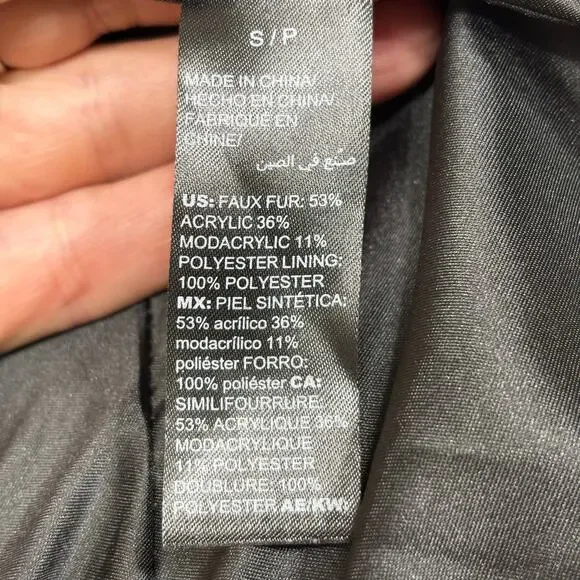 S / P
MADE IN CHINA/
HECHO EN CHINA/
FABRIQUE EN
CHINE/
صنع في الصين
US: FAUX FUR: 53%
ACRYLIC 36%
MODACRYLIC 11%
POLYESTER LINING:
100% POLYESTER
MX: PIEL SINTÉTICA:
53% acrílico 36%
modacrílico 11%
poliéster FORRO:
100% poliéster CA:
SIMILIFOURRURE:
53% ACRYLIQUE 36%
MODACRYLIQUE
11% POLYESTER
DOUBLURE: 100%
POLYESTER AE/KW: